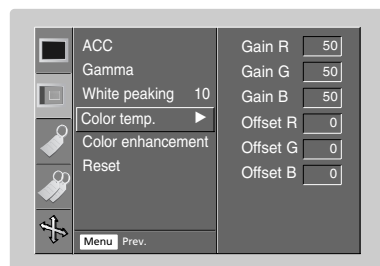 ACC
Gamma
White peaking 10
Color temp.
Color enhancement
Reset
Menu Prev.
Gain R 50
Gain G 50
Gain B 50
Offset R 0
Offset G 0
Offset B 0